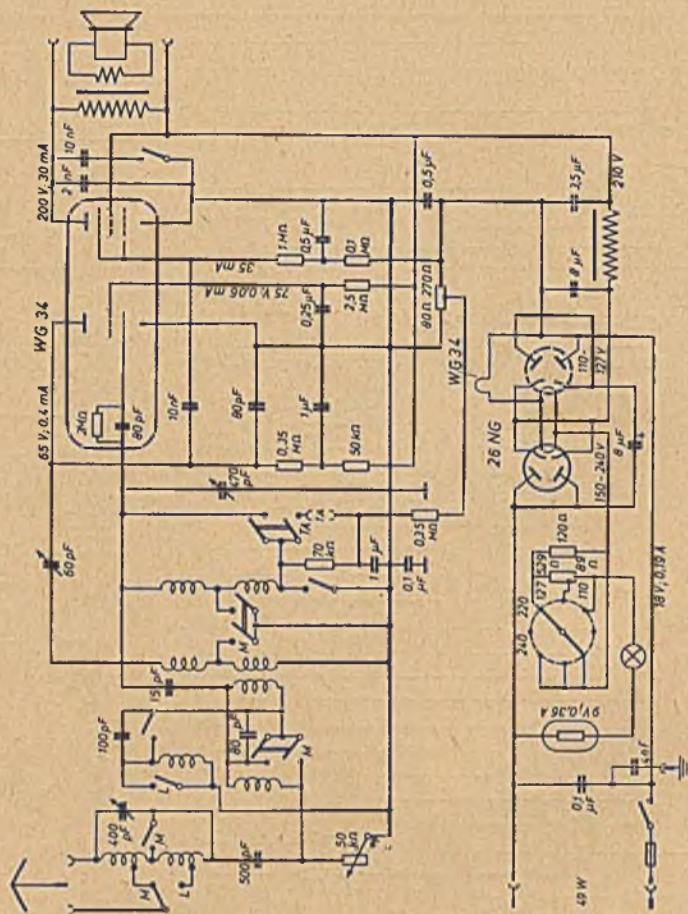 WG 34
65 V; 0,4 mA
200 V; 30 mA
60 pF
2 MΩ
80 pF
2 nF
10 nF
400 pF
M
M
L
100 pF
L
15 pF
80 pF
M
M
500 pF
50 kΩ
TA
TA
70 kΩ
1 µF
0,1 µF
470 pF
0,25 MΩ
10 nF
80 pF
0,35 MΩ
1 µF
50 kΩ
75 V; 0,06 mA
35 mA
0,25 µF
2,5 MΩ
1 MΩ
0,5 µF
0,1 MΩ
80 Ω 270 Ω
0,5 µF
WG 34
26 NG
150-240 V
110-127 V
8 µF
8 µF
210 V
240
220
127
110
529 Ω
89 Ω
120 Ω
9 V; 0,36 A
18 V; 0,19 A
0,1 µF
49 W